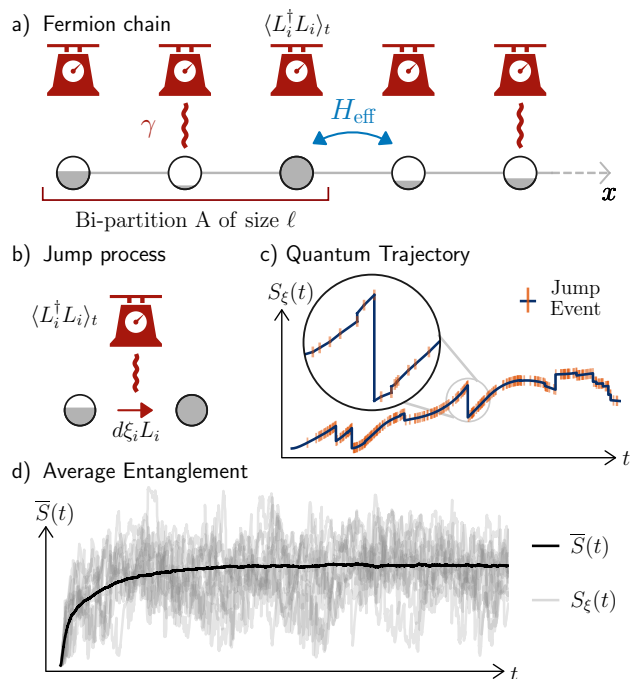 a) Fermion chain
⟨L_i^† L_i⟩_t
γ
H_eff
x
Bi-partition A of size ℓ
b) Jump process
⟨L_i^† L_i⟩_t
dξ_i L_i
c) Quantum Trajectory
S_ξ(t)
Jump
Event
t
d) Average Entanglement
S̅(t)
S̅(t)
S_ξ(t)
t